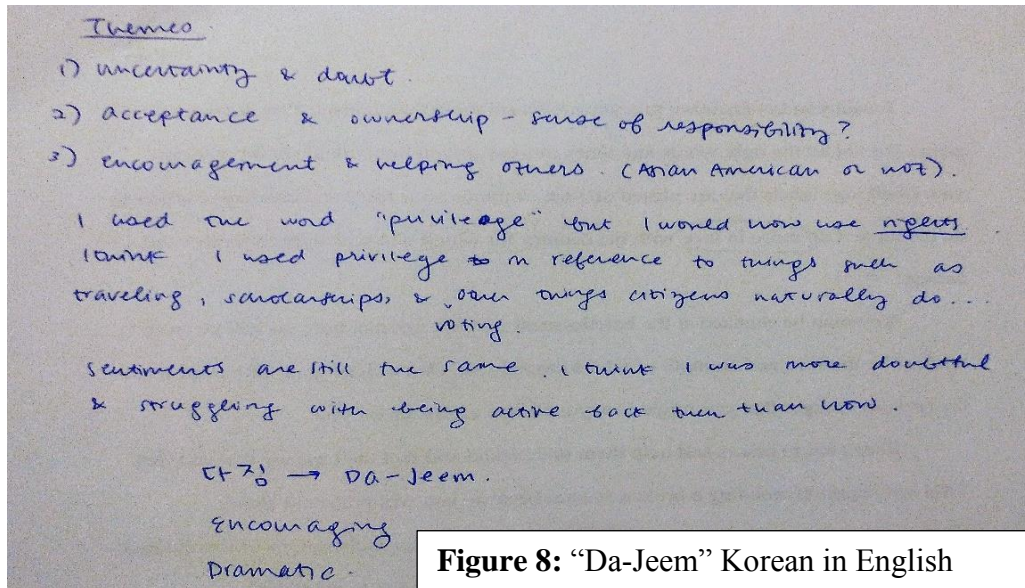 Themes
1) uncertainty & doubt.
2) acceptance & ownership - sense of responsibility?
3) encouragement & helping others. (Asian American or not).
I used the word "privileage" but I would now use rights
I think I used privilege to in reference to things such as
traveling, scholarships, & other things citizens naturally do...
voting.
sentiments are still the same. I think I was more doubtful
& struggling with being active back then than now.
다짐 → Da-Jeem.
Encouraging
Dramatic.
Figure 8: “Da-Jeem” Korean in English